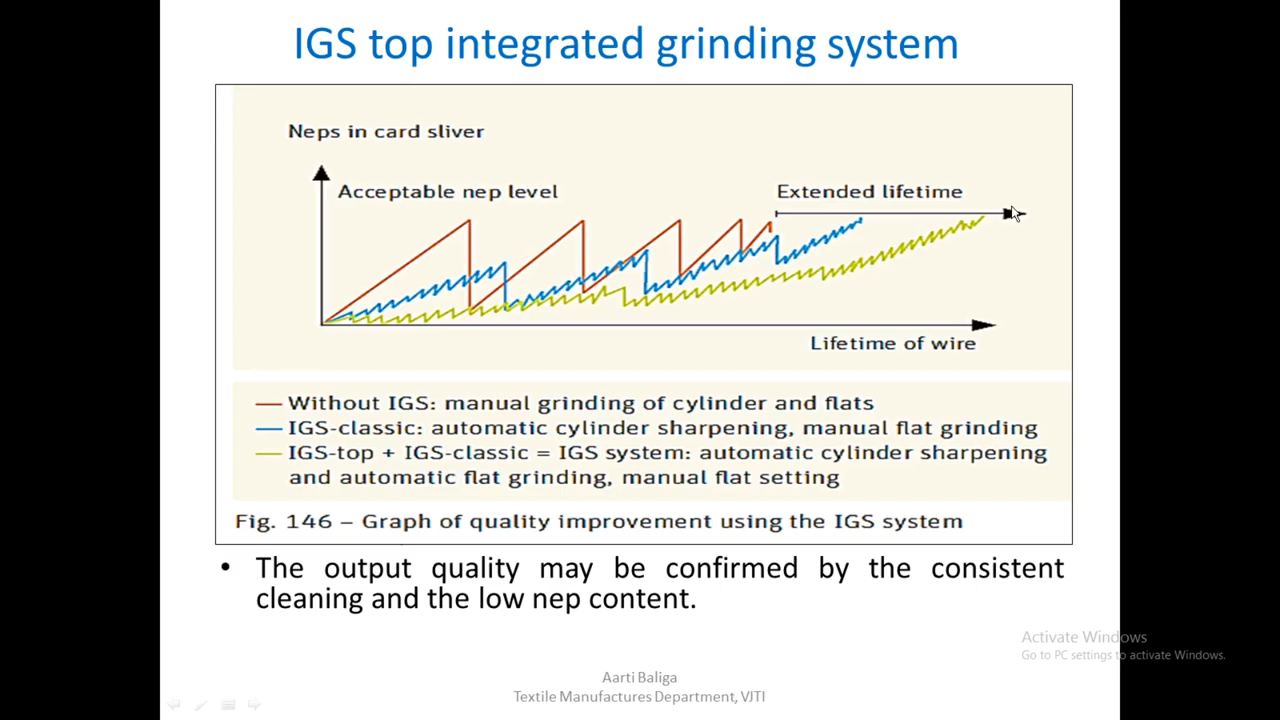 IGS top integrated grinding system
Neps in card sliver
Acceptable nep level
Extended lifetime
Lifetime of wire
Without IGS: manual grinding of cylinder and flats
IGS-classic: automatic cylinder sharpening, manual flat grinding
IGS-top + IGS-classic = IGS system: automatic cylinder sharpening
and automatic flat grinding, manual flat setting
Fig. 146 – Graph of quality improvement using the IGS system
• The output quality may be confirmed by the consistent
cleaning and the low nep content.
Activate Windows
Go to PC settings to activate Windows.
Aarti Baliga
Textile Manufactures Department, VJTI